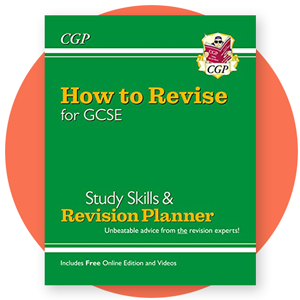 CGP
CGP
How to Revise
for GCSE
Study Skills &
Revision Planner
Unbeatable advice from the revision experts!
Includes Free Online Edition and Videos